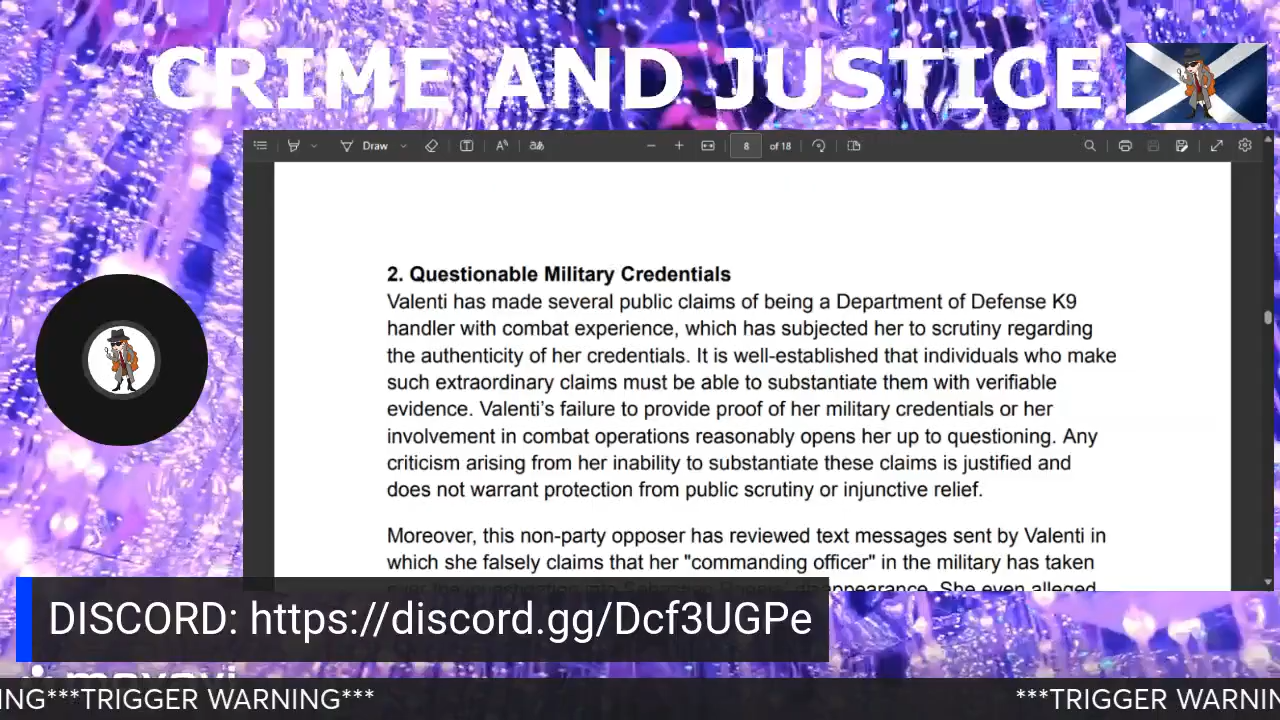 CRIME AND JUSTICE
Draw
8 of 18
2. Questionable Military Credentials
Valenti has made several public claims of being a Department of Defense K9
handler with combat experience, which has subjected her to scrutiny regarding
the authenticity of her credentials. It is well-established that individuals who make
such extraordinary claims must be able to substantiate them with verifiable
evidence. Valenti's failure to provide proof of her military credentials or her
involvement in combat operations reasonably opens her up to questioning. Any
criticism arising from her inability to substantiate these claims is justified and
does not warrant protection from public scrutiny or injunctive relief.
Moreover, this non-party opposer has reviewed text messages sent by Valenti in
which she falsely claims that her "commanding officer" in the military has taken
She even alleged
DISCORD: https://discord.gg/Dcf3UGPe
NING***TRIGGER WARNING***
***TRIGGER WARNIN